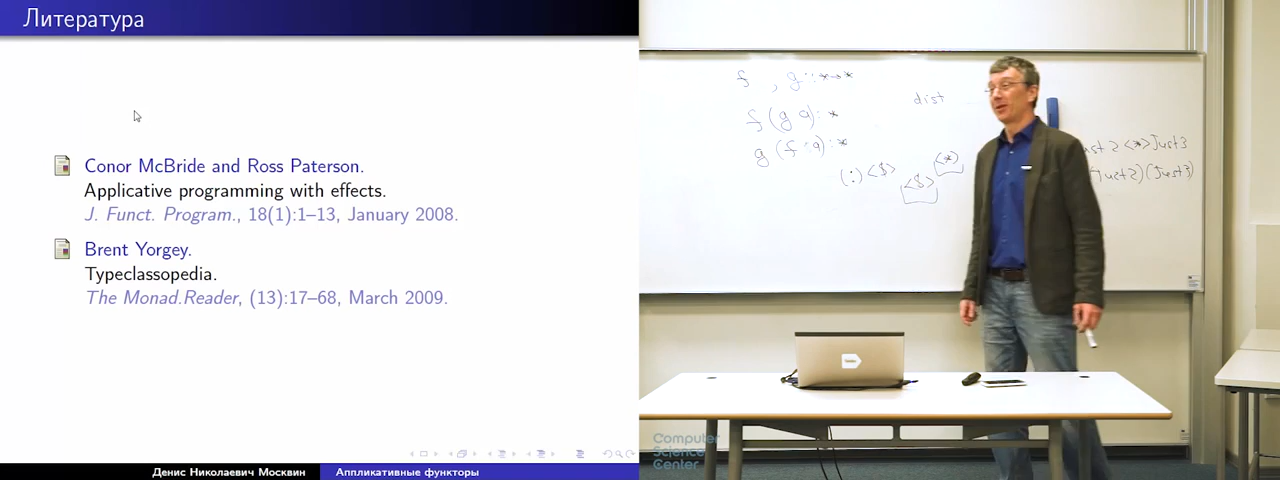 Литература
Conor McBride and Ross Paterson.
Applicative programming with effects.
J. Funct. Program., 18(1):1–13, January 2008.
Brent Yorgey.
Typeclassopedia.
The Monad.Reader, (13):17–68, March 2009.
Денис Николаевич Москвин
Аппликативные функторы
f , g :: *→*
dist
f (g a) : *
g (f a) : *
(:) <$>
<$>
<*>
ust 2 <*> Just 3
(Just 2) (Just 3)
Computer
Science
Center